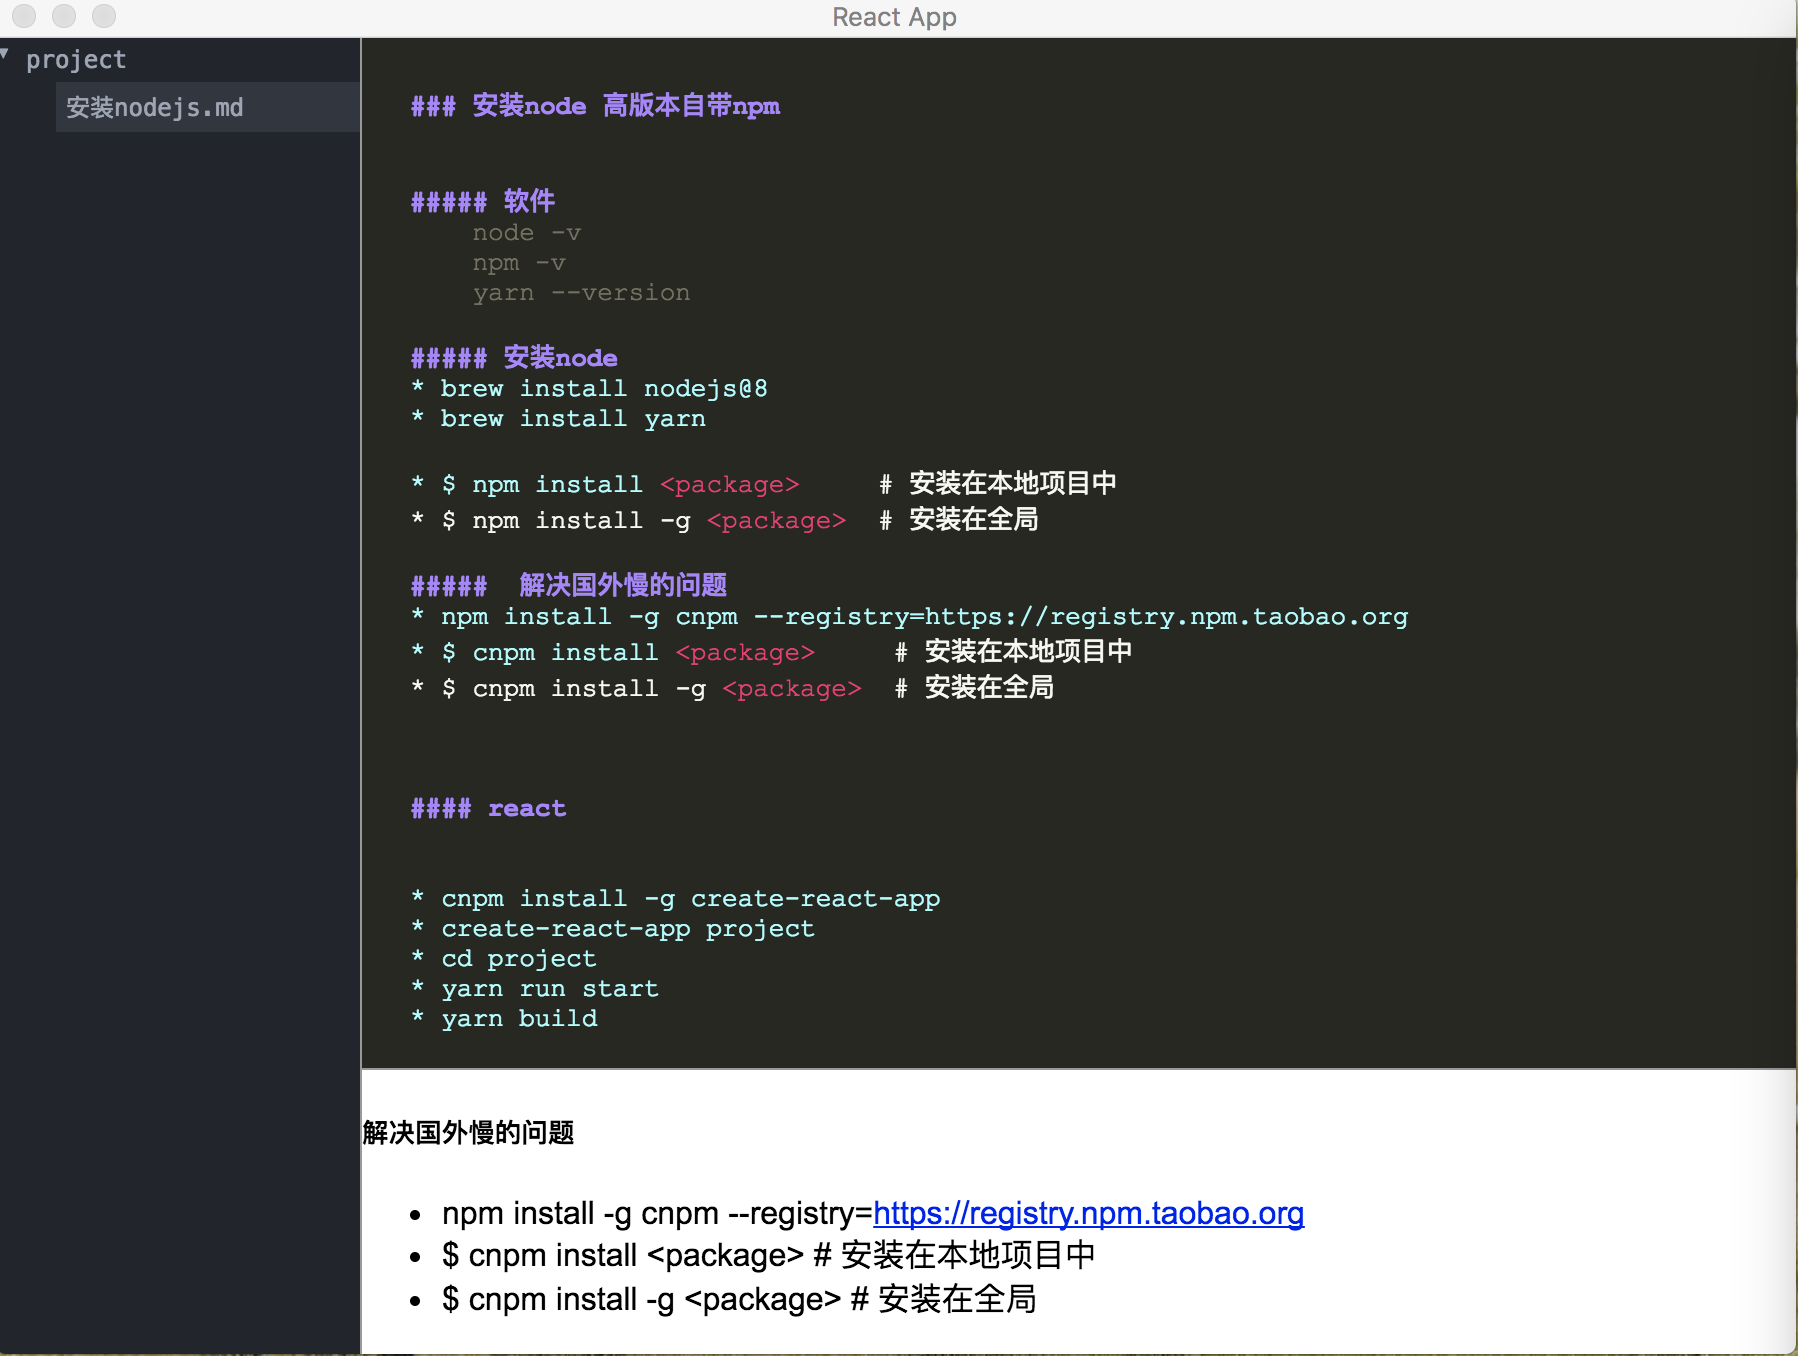 React App
project
安装nodejs.md
### 安装node 高版本自带npm
##### 软件
node -v
npm -v
yarn --version
##### 安装node
* brew install nodejs@8
* brew install yarn
* $ npm install <package>     # 安装在本地项目中
* $ npm install -g <package>  # 安装在全局
#####  解决国外慢的问题
* npm install -g cnpm --registry=https://registry.npm.taobao.org
* $ cnpm install <package>     # 安装在本地项目中
* $ cnpm install -g <package>  # 安装在全局
#### react
* cnpm install -g create-react-app
* create-react-app project
* cd project
* yarn run start
* yarn build
解决国外慢的问题
• npm install -g cnpm --registry=https://registry.npm.taobao.org
• $ cnpm install <package> # 安装在本地项目中
• $ cnpm install -g <package> # 安装在全局